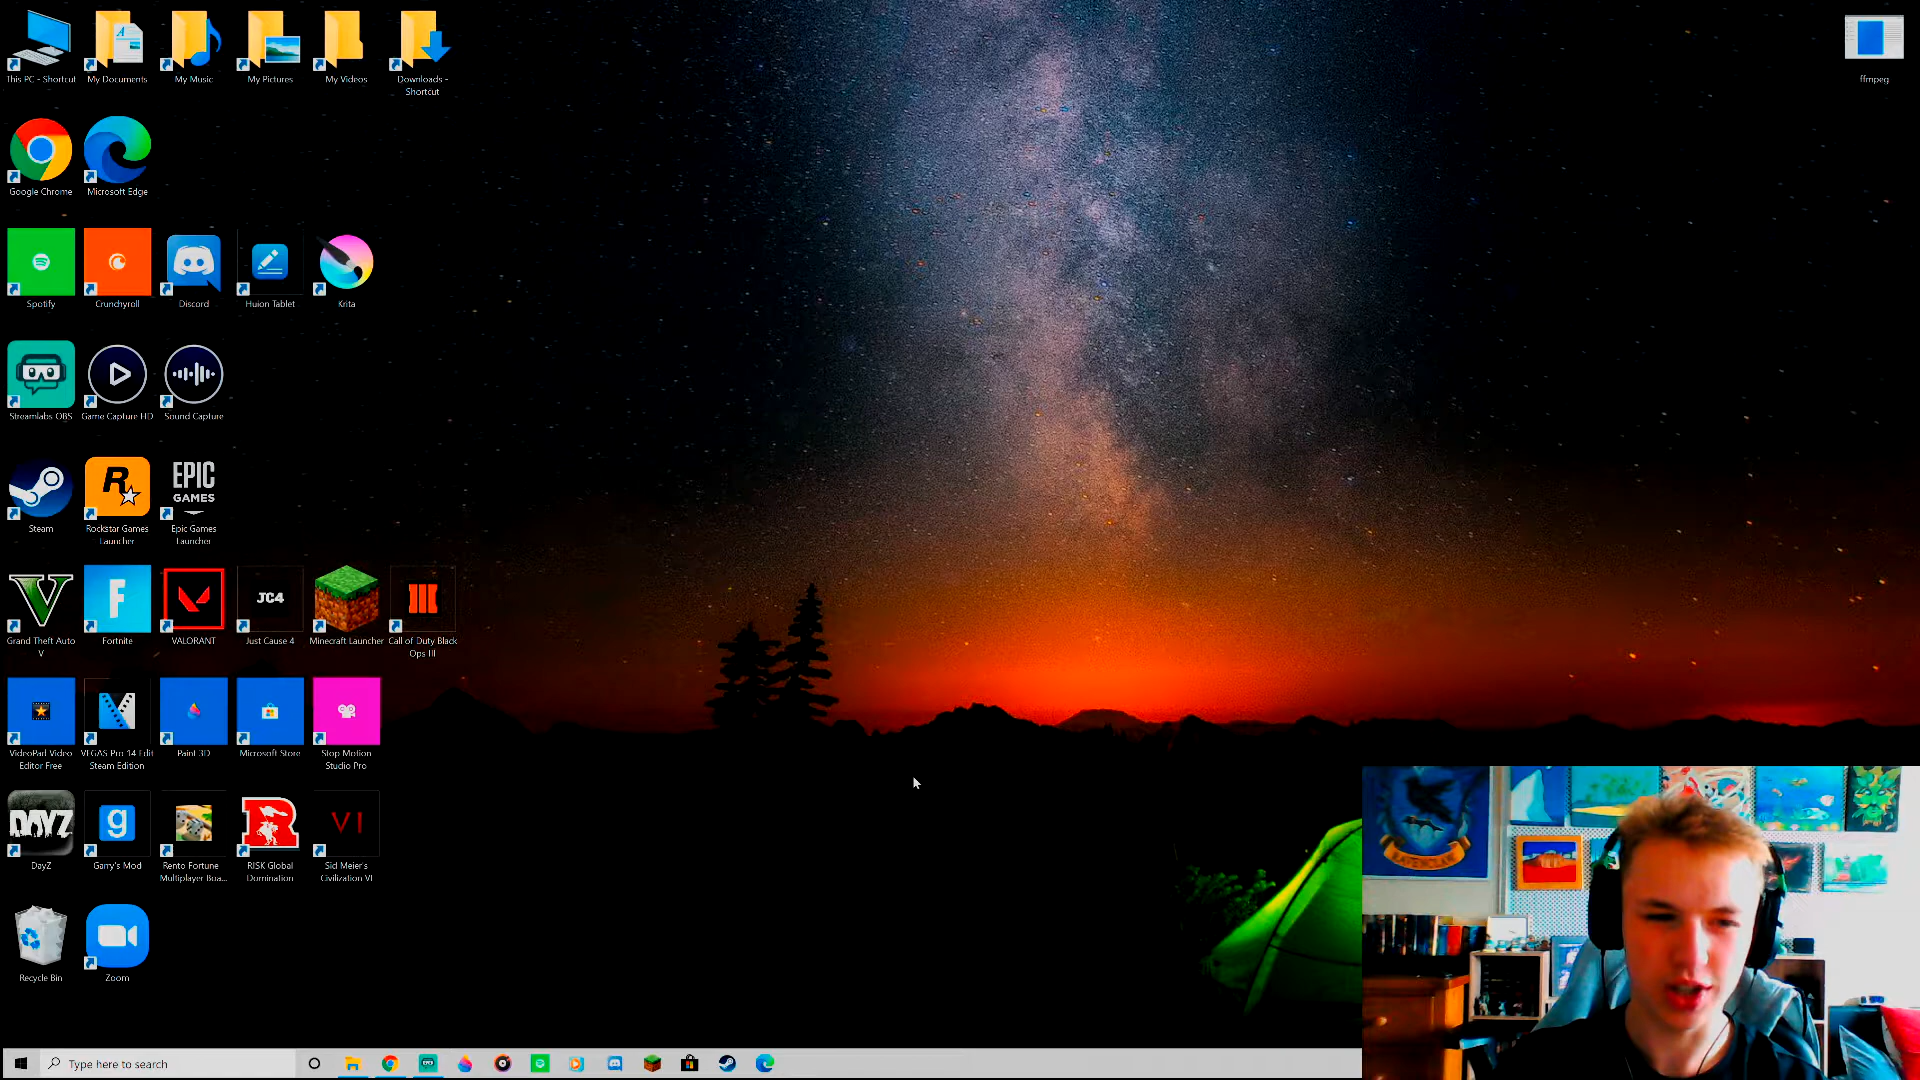 This PC - Shortcut
My Documents
My Music
My Pictures
My Videos
Downloads -
Shortcut
ffmpeg
Google Chrome
Microsoft Edge
Spotify
Crunchyroll
Discord
Huion Tablet
Krita
Streamlabs OBS
Game Capture HD
Sound Capture
R
EPIC
GAMES
Steam
Rockstar Games
Launcher
Epic Games
Launcher
V
F
JC4
III
Grand Theft Auto
V
Fortnite
VALORANT
Just Cause 4
Minecraft Launcher
Call of Duty Black
Ops III
VideoPad Video
Editor Free
VEGAS Pro 14 Edit
Steam Edition
Paint 3D
Microsoft Store
Stop Motion
Studio Pro
DAYZ
g
R
VI
DayZ
Garry's Mod
Rento Fortune -
Multiplayer Boa...
RISK Global
Domination
Sid Meier's
Civilization VI
Recycle Bin
Zoom
RAVENCLAW
Type here to search